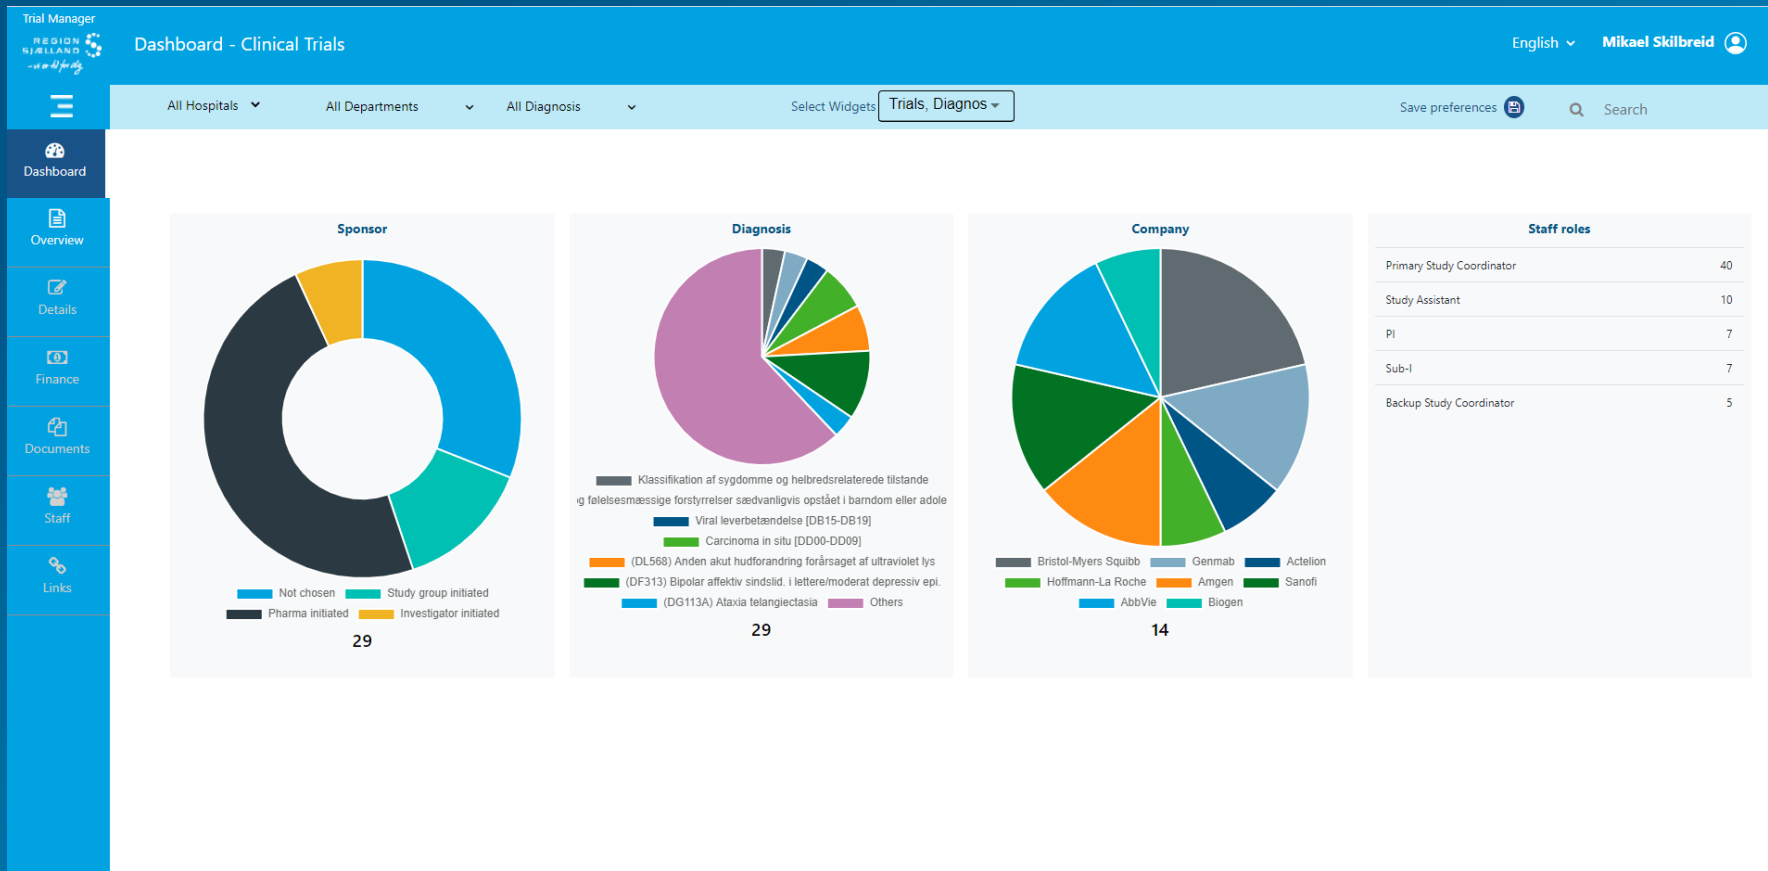 Trial Manager
REGION
SJÆLLAND
- vi er til for dig
Dashboard - Clinical Trials
English
Mikael Skilbreid
All Hospitals
All Departments
All Diagnosis
Select Widgets
Trials, Diagnos
Save preferences
Search
Dashboard
Overview
Details
Finance
Documents
Staff
Links
Sponsor
Not chosen
Study group initiated
Pharma initiated
Investigator initiated
29
Diagnosis
Klassifikation af sygdomme og helbredsrelaterede tilstande
og følelsesmæssige forstyrrelser sædvanligvis opstået i barndom eller adole
Viral leverbetændelse [DB15-DB19]
Carcinoma in situ [DD00-DD09]
(DL568) Anden akut hudforandring forårsaget af ultraviolet lys
(DF313) Bipolar affektiv sindslid. i lettere/moderat depressiv epi.
(DG113A) Ataxia telangiectasia
Others
29
Company
Bristol-Myers Squibb
Genmab
Actelion
Hoffmann-La Roche
Amgen
Sanofi
AbbVie
Biogen
14
Staff roles
Primary Study Coordinator 40
Study Assistant 10
PI 7
Sub-I 7
Backup Study Coordinator 5